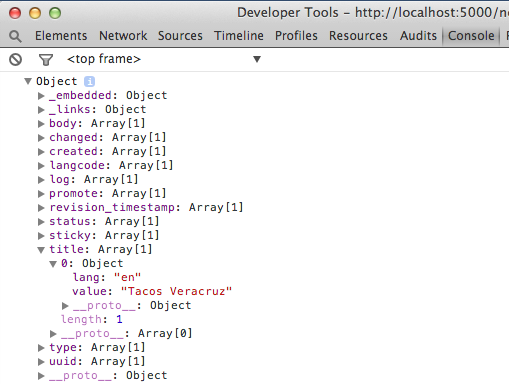 Developer Tools - http://localhost:5000/n
Elements Network Sources Timeline Profiles Resources Audits Console
<top frame>
Object i
_embedded: Object
_links: Object
body: Array[1]
changed: Array[1]
created: Array[1]
langcode: Array[1]
log: Array[1]
promote: Array[1]
revision_timestamp: Array[1]
status: Array[1]
sticky: Array[1]
title: Array[1]
0: Object
lang: "en"
value: "Tacos Veracruz"
__proto__: Object
length: 1
__proto__: Array[0]
type: Array[1]
uuid: Array[1]
__proto__: Object